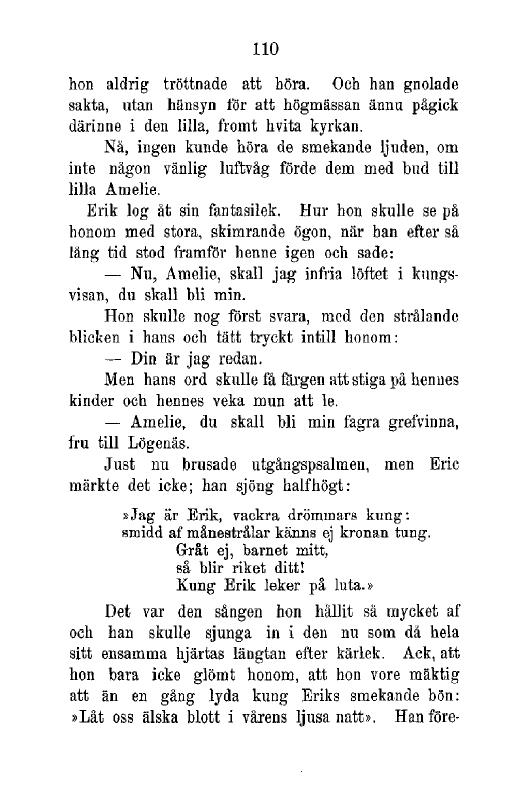 110
hon aldrig tröttnade att höra. Och han gnolade
sakta, utan hänsyn för att högmässan ännu pågick
därinne i den lilla, fromt hvita kyrkan.
Nå, ingen kunde höra de smekande ljuden, om
inte någon vänlig luftvåg förde dem med bud till
lilla Amelie.
Erik log åt sin fantasilek. Hur hon skulle se på
honom med stora, skimrande ögon, när han efter så
lång tid stod framför henne igen och sade:
— Nu, Amelie, skall jag infria löftet i kungs-
visan, du skall bli min.
Hon skulle nog först svara, med den strålande
blicken i hans och tätt tryckt intill honom:
— Din är jag redan.
Men hans ord skulle få färgen att stiga på hennes
kinder och hennes veka mun att le.
— Amelie, du skall bli min fagra grefvinna,
fru till Lögenäs.
Just nu brusade utgångspsalmen, men Eric
märkte det icke; han sjöng halfhögt:
»Jag är Erik, vackra drömmars kung:
smidd af månestrålar känns ej kronan tung.
Gråt ej, barnet mitt,
så blir riket ditt!
Kung Erik leker på luta.»
Det var den sången hon hållit så mycket af
och han skulle sjunga in i den nu som då hela
sitt ensamma hjärtas längtan efter kärlek. Ack, att
hon bara icke glömt honom, att hon vore mäktig
att än en gång lyda kung Eriks smekande bön:
»Låt oss älska blott i vårens ljusa natt». Han före-